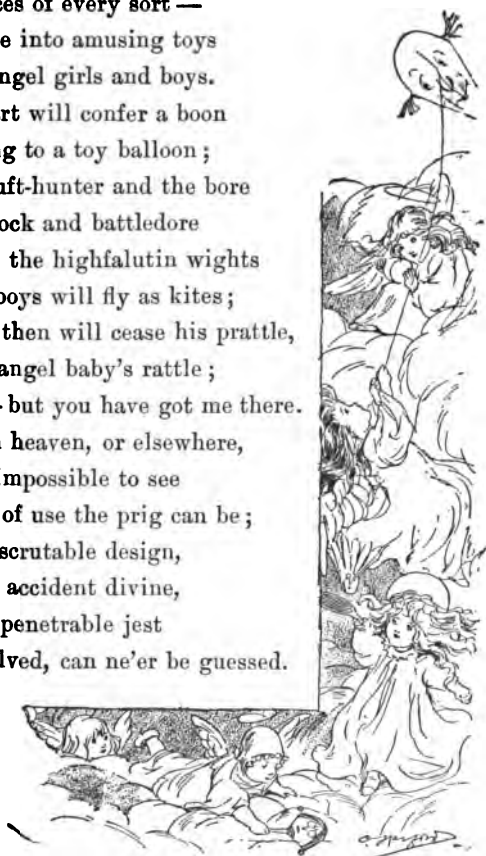 ces of every sort —
e into amusing toys
ngel girls and boys.
rt will confer a boon
g to a toy balloon ;
uft-hunter and the bore
ock and battledore
the highfalutin wights
boys will fly as kites ;
then will cease his prattle,
angel baby's rattle ;
- but you have got me there.
heaven, or elsewhere,
mpossible to see
of use the prig can be ;
scrutable design,
accident divine,
penetrable jest
lved, can ne'er be guessed.